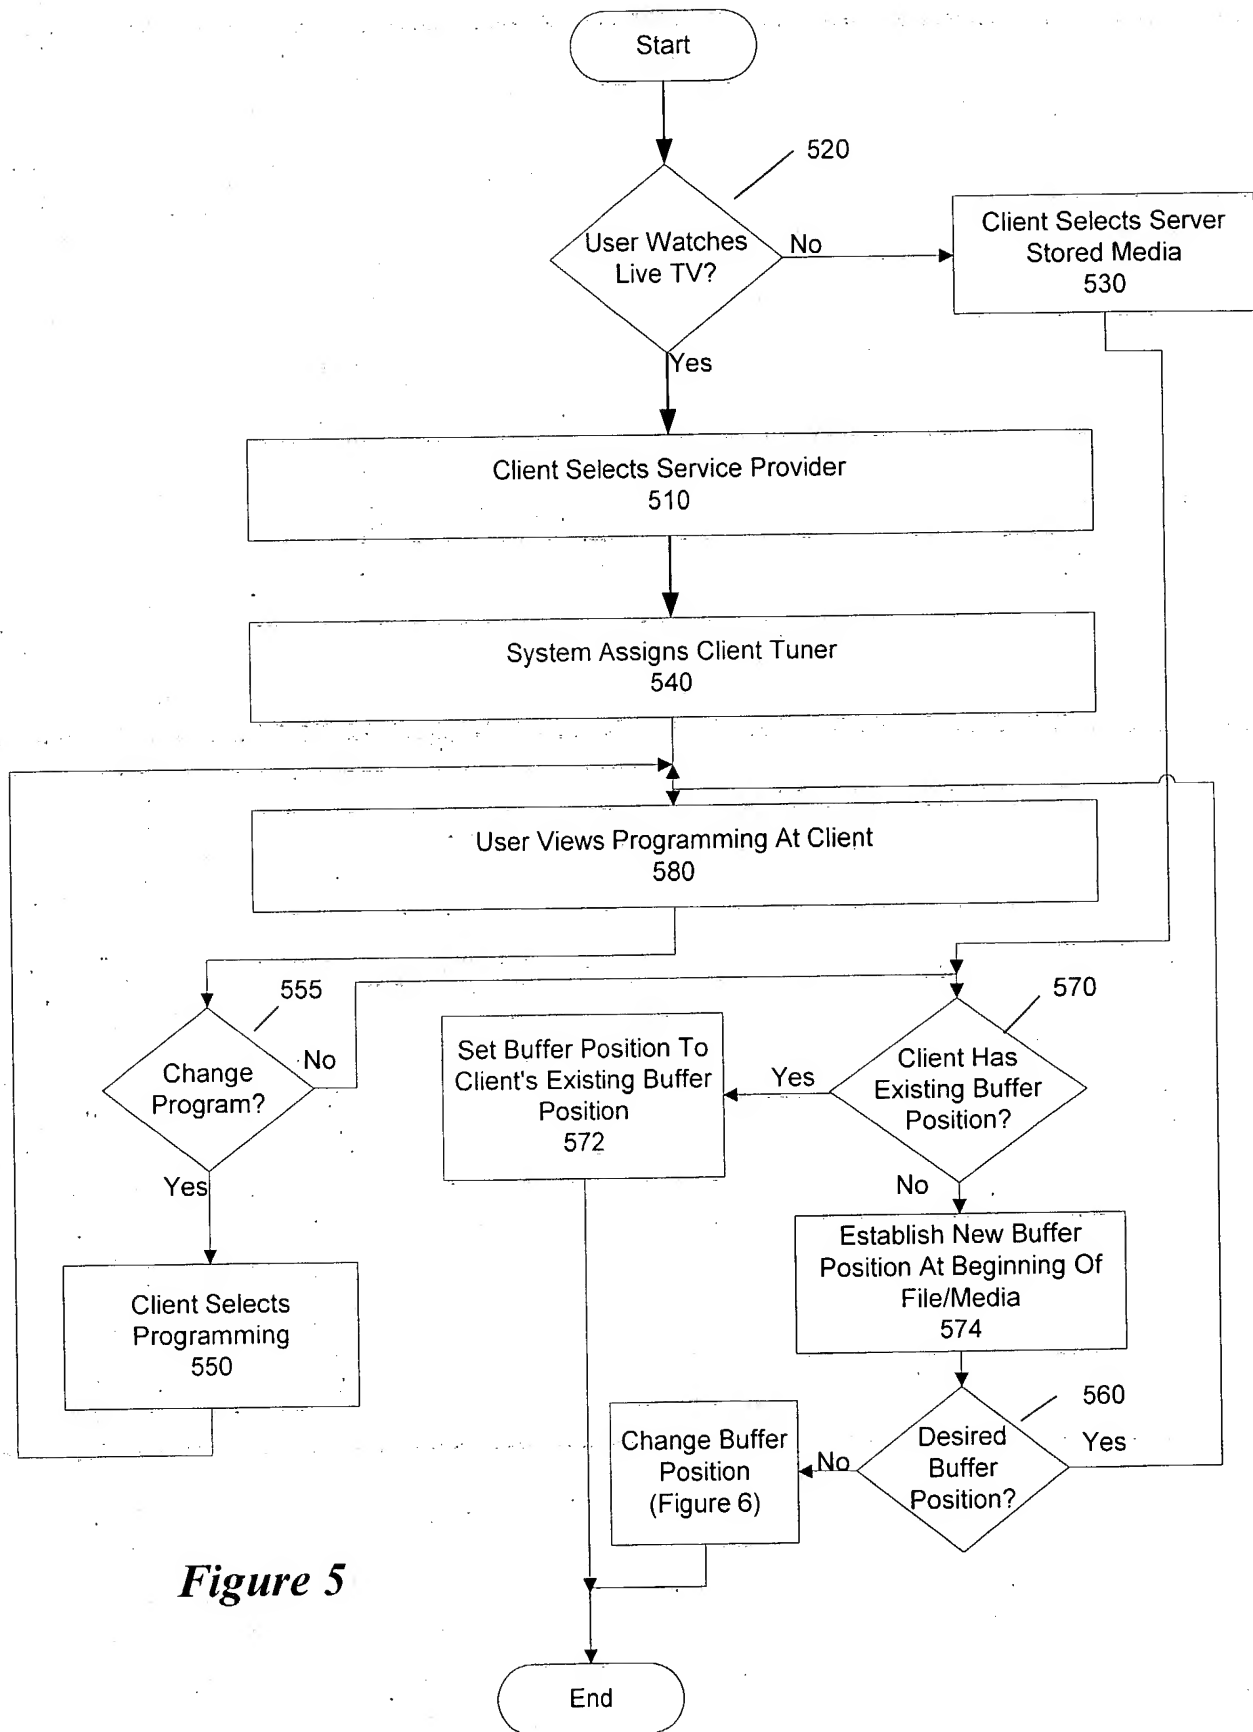 Start
520
User Watches
Live TV?
No
Client Selects Server
Stored Media
530
Yes
Client Selects Service Provider
510
System Assigns Client Tuner
540
User Views Programming At Client
580
555
Change
Program?
No
Yes
Client Selects
Programming
550
Set Buffer Position To
Client's Existing Buffer
Position
572
Yes
570
Client Has
Existing Buffer
Position?
No
Establish New Buffer
Position At Beginning Of
File/Media
574
560
Desired
Buffer
Position?
Yes
No
Change Buffer
Position
(Figure 6)
Figure 5
End